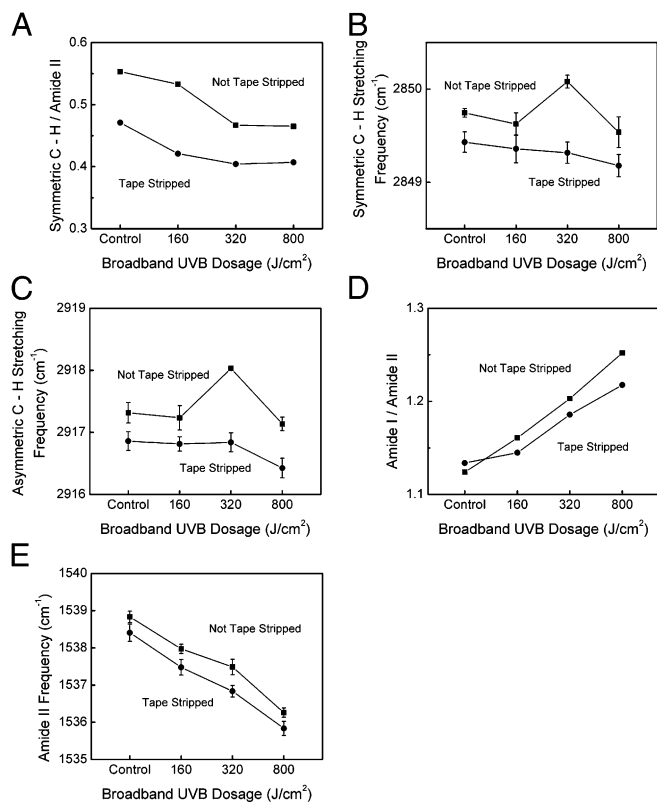 A
Symmetric C - H / Amide II
0.6
0.5
0.4
0.3
Not Tape Stripped
Tape Stripped
Control 160 320 800
Broadband UVB Dosage (J/cm²)
B
Symmetric C - H Stretching
Frequency (cm⁻¹)
2850
2849
Not Tape Stripped
Tape Stripped
Control 160 320 800
Broadband UVB Dosage (J/cm²)
C
Asymmetric C - H Stretching
Frequency (cm⁻¹)
2919
2918
2917
2916
Not Tape Stripped
Tape Stripped
Control 160 320 800
Broadband UVB Dosage (J/cm²)
D
Amide I / Amide II
1.3
1.2
1.1
Not Tape Stripped
Tape Stripped
Control 160 320 800
Broadband UVB Dosage (J/cm²)
E
Amide II Frequency (cm⁻¹)
1540
1539
1538
1537
1536
1535
Not Tape Stripped
Tape Stripped
Control 160 320 800
Broadband UVB Dosage (J/cm²)